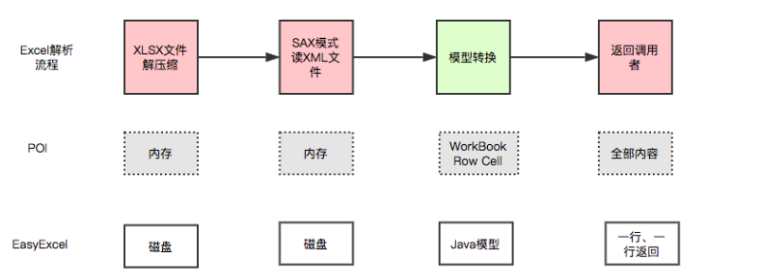 Excel解析
流程
XLSX文件
解压缩
SAX模式
读XML文
件
模型转换
返回调用
者
POI
内存
内存
WorkBook
Row Cell
全部内容
EasyExcel
磁盘
磁盘
Java模型
一行、一
行返回